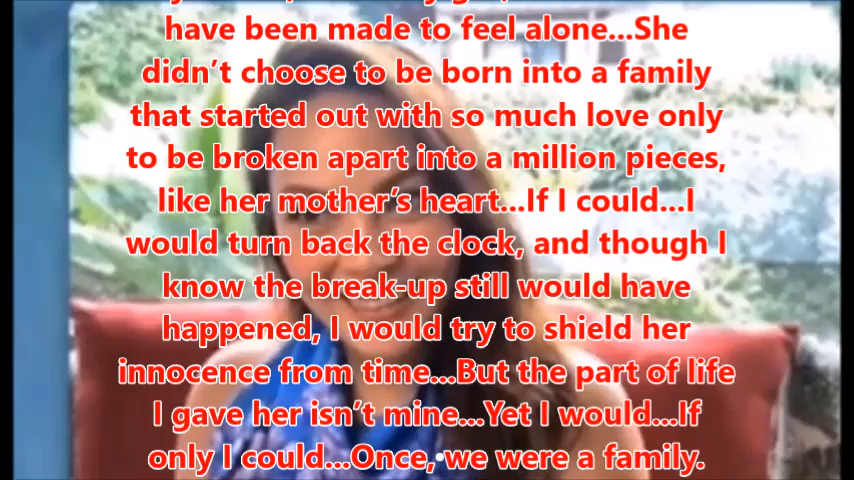 have been made to feel alone...She
didn’t choose to be born into a family
that started out with so much love only
to be broken apart into a million pieces,
like her mother’s heart...If I could...I
would turn back the clock, and though I
know the break-up still would have
happened, I would try to shield her
innocence from time...But the part of life
I gave her isn’t mine...Yet I would...If
only I could...Once, we were a family.